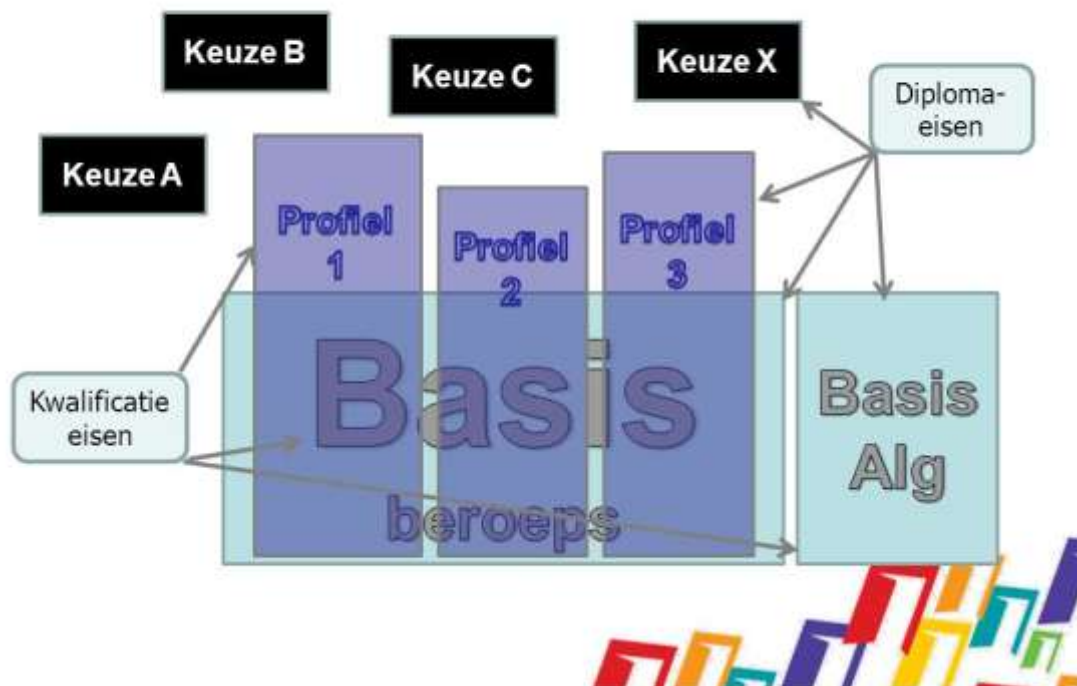 Keuze B
Keuze C
Keuze X
Diploma-
eisen
Keuze A
Profiel
1
Profiel
2
Profiel
3
Kwalificatie
eisen
Basis
beroeps
Basis
Alg